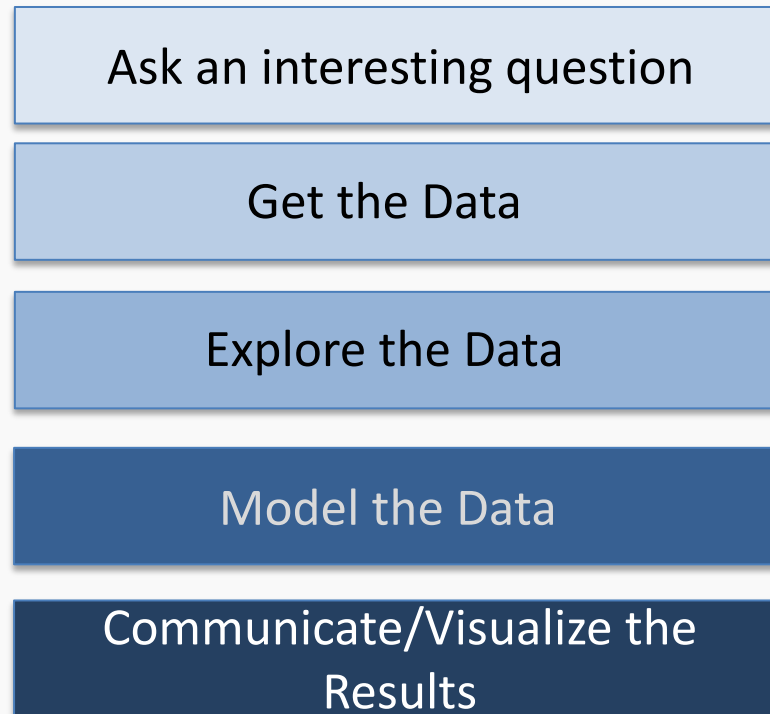 Ask an interesting question
Get the Data
Explore the Data
Model the Data
Communicate/Visualize the
Results